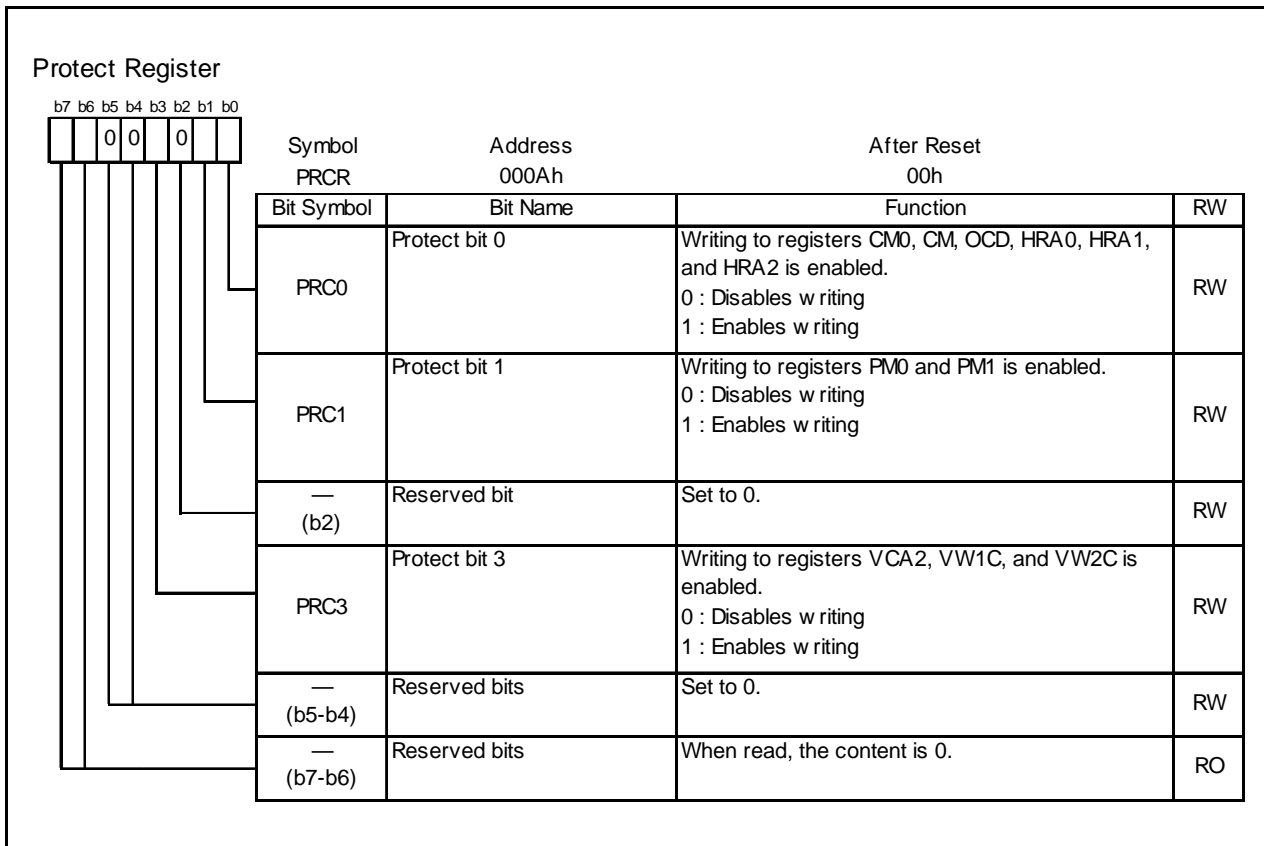 Protect Register
b7 b6 b5 b4 b3 b2 b1 b0
0 0 0
Symbol Address After Reset
PRCR 000Ah 00h
Bit Symbol Bit Name Function RW
PRC0 Protect bit 0 Writing to registers CM0, CM, OCD, HRA0, HRA1,
and HRA2 is enabled.
0 : Disables w riting
1 : Enables w riting
RW
PRC1 Protect bit 1 Writing to registers PM0 and PM1 is enabled.
0 : Disables w riting
1 : Enables w riting
RW
— Reserved bit Set to 0.
(b2)
RW
PRC3 Protect bit 3 Writing to registers VCA2, VW1C, and VW2C is
enabled.
0 : Disables w riting
1 : Enables w riting
RW
— Reserved bits Set to 0.
(b5-b4)
RW
— Reserved bits When read, the content is 0.
(b7-b6)
RO